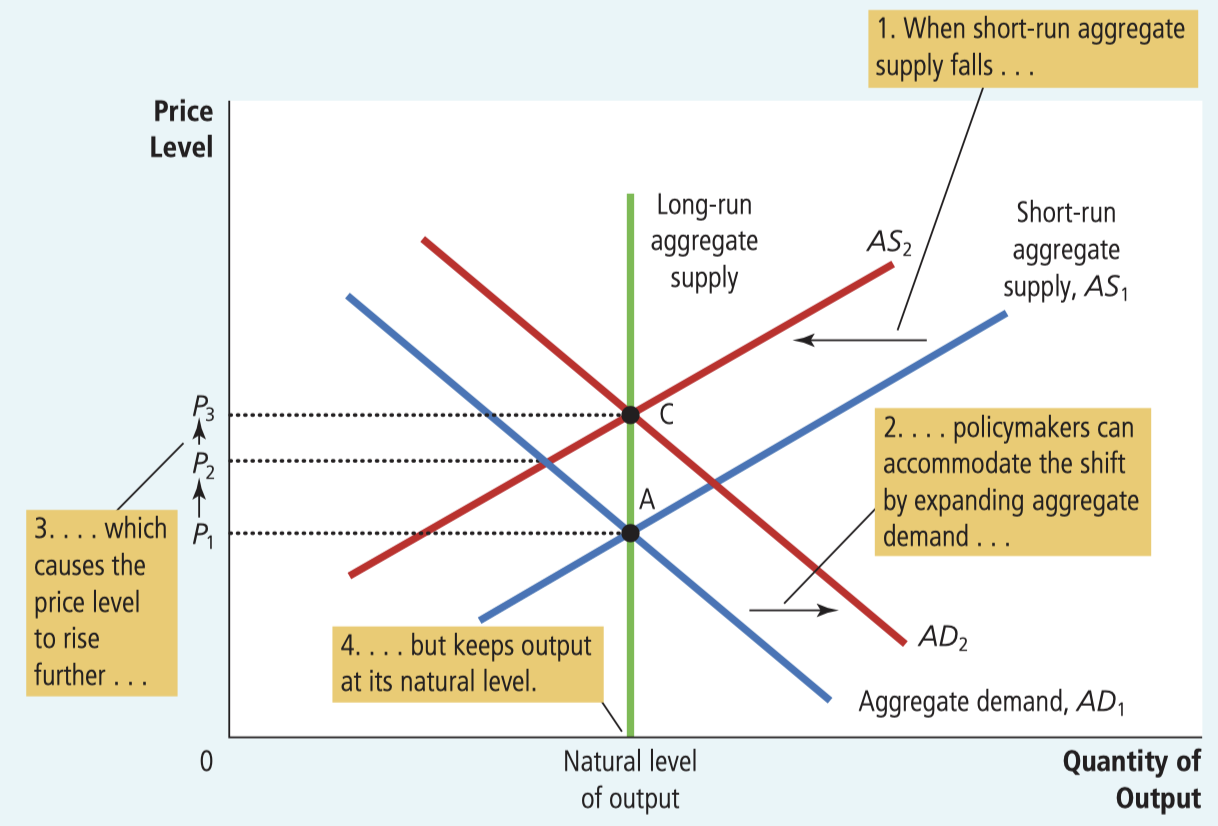 1. When short-run aggregate
supply falls . . .
Price
Level
Long-run
aggregate
supply
AS₂
Short-run
aggregate
supply, AS₁
P₃
C
P₂
2. . . . policymakers can
accommodate the shift
by expanding aggregate
demand . . .
A
P₁
3. . . . which
causes the
price level
to rise
further . . .
4. . . . but keeps output
at its natural level.
AD₂
Aggregate demand, AD₁
0
Natural level
of output
Quantity of
Output